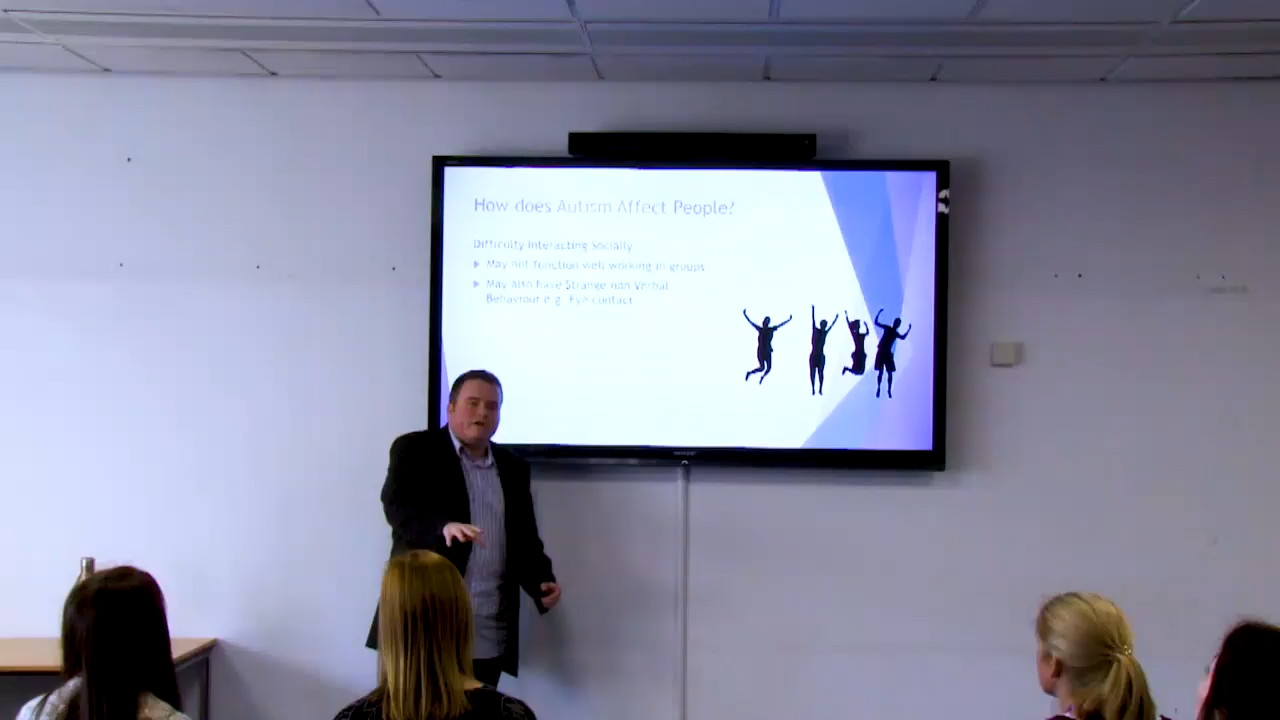 How does Autism Affect People?
Difficulty Interacting Socially
May not function well working in groups
May also have Strange non Verbal
Behaviour e.g. Eye contact